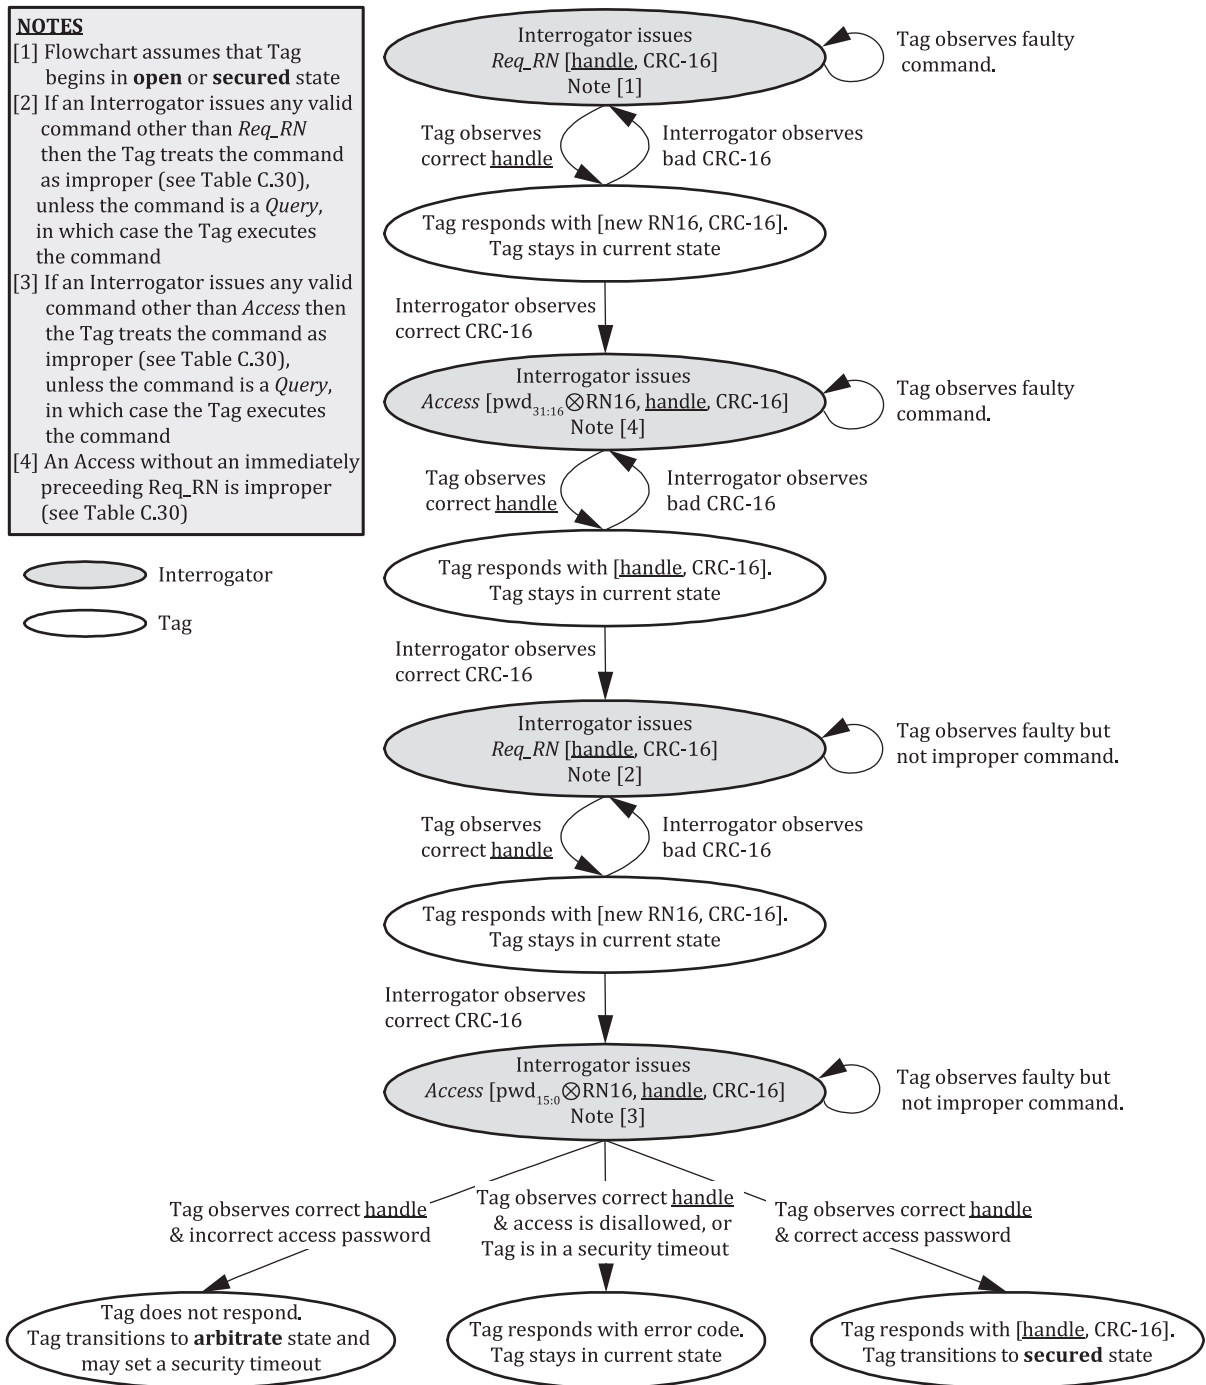 NOTES
[1] Flowchart assumes that Tag
begins in open or secured state
[2] If an Interrogator issues any valid
command other than Req_RN
then the Tag treats the command
as improper (see Table C.30),
unless the command is a Query,
in which case the Tag executes
the command
[3] If an Interrogator issues any valid
command other than Access then
the Tag treats the command as
improper (see Table C.30),
unless the command is a Query,
in which case the Tag executes
the command
[4] An Access without an immediately
preceeding Req_RN is improper
(see Table C.30)
Interrogator
Tag
Interrogator issues
Req_RN [handle, CRC-16]
Note [1]
Tag observes faulty
command.
Tag observes
correct handle
Interrogator observes
bad CRC-16
Tag responds with [new RN16, CRC-16].
Tag stays in current state
Interrogator observes
correct CRC-16
Interrogator issues
Access [pwd31:16⊗RN16, handle, CRC-16]
Note [4]
Tag observes faulty
command.
Tag observes
correct handle
Interrogator observes
bad CRC-16
Tag responds with [handle, CRC-16].
Tag stays in current state
Interrogator observes
correct CRC-16
Interrogator issues
Req_RN [handle, CRC-16]
Note [2]
Tag observes faulty but
not improper command.
Tag observes
correct handle
Interrogator observes
bad CRC-16
Tag responds with [new RN16, CRC-16].
Tag stays in current state
Interrogator observes
correct CRC-16
Interrogator issues
Access [pwd15:0⊗RN16, handle, CRC-16]
Note [3]
Tag observes faulty but
not improper command.
Tag observes correct handle
& incorrect access password
Tag observes correct handle
& access is disallowed, or
Tag is in a security timeout
Tag observes correct handle
& correct access password
Tag does not respond.
Tag transitions to arbitrate state and
may set a security timeout
Tag responds with error code.
Tag stays in current state
Tag responds with [handle, CRC-16].
Tag transitions to secured state